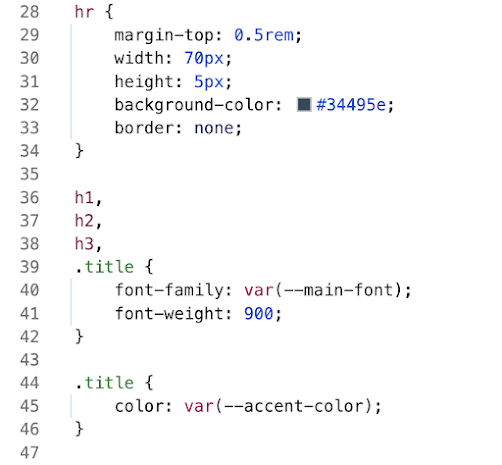 28 hr {
29 margin-top: 0.5rem;
30 width: 70px;
31 height: 5px;
32 background-color: #34495e;
33 border: none;
34 }
35
36 h1,
37 h2,
38 h3,
39 .title {
40 font-family: var(--main-font);
41 font-weight: 900;
42 }
43
44 .title {
45 color: var(--accent-color);
46 }
47